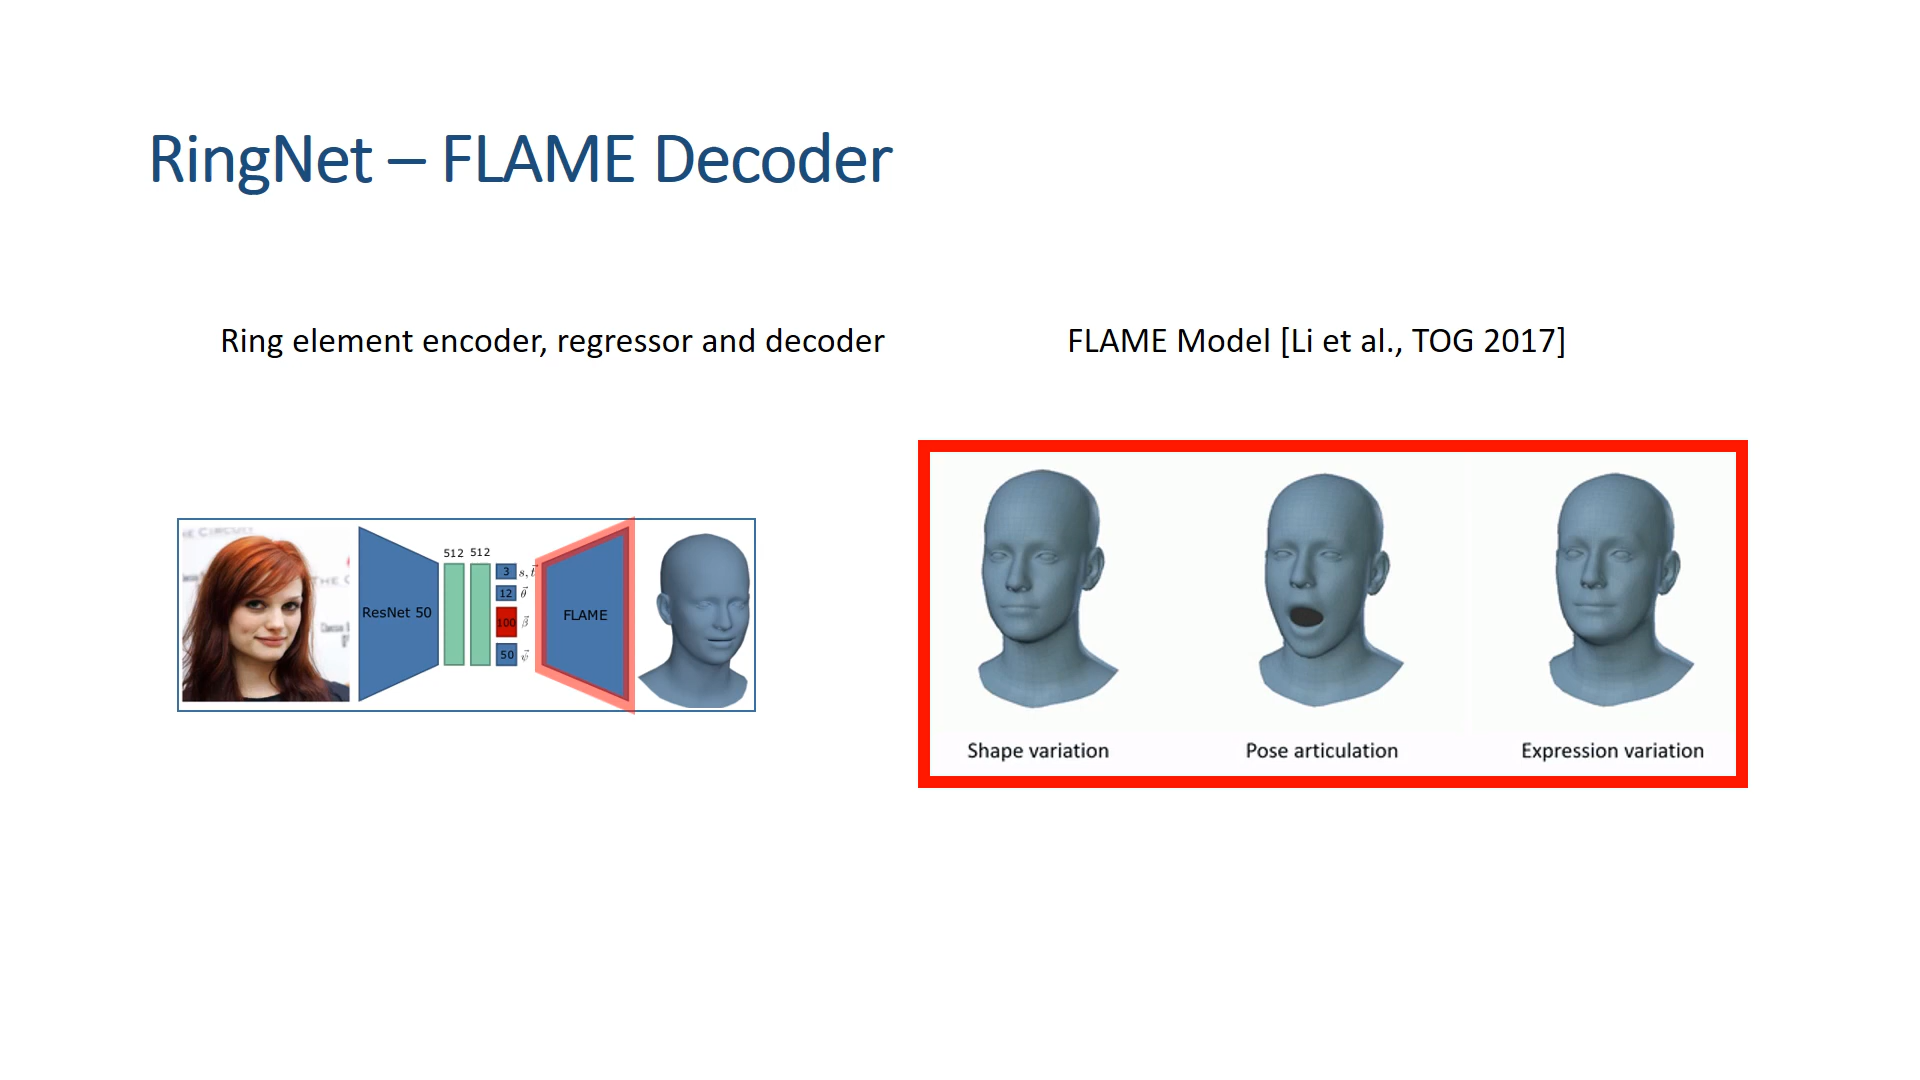 RingNet – FLAME Decoder
Ring element encoder, regressor and decoder
FLAME Model [Li et al., TOG 2017]
512 512
ResNet 50
3 s, t⃗
12 θ⃗
100 β⃗
50 ψ⃗
FLAME
Shape variation
Pose articulation
Expression variation